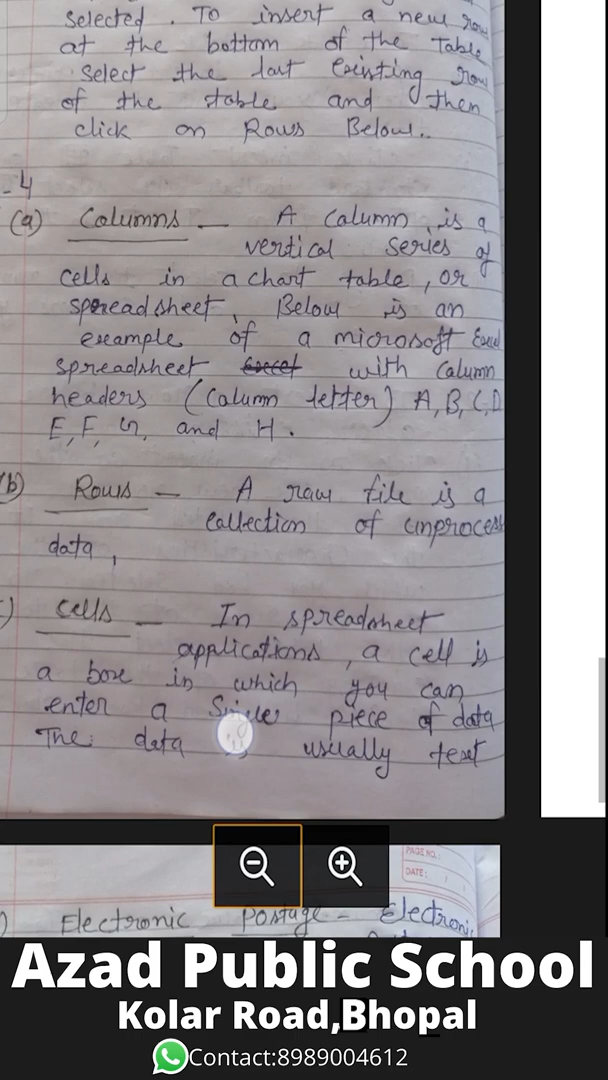 selected. To insert a new row
at the bottom of the Table
select the last existing row
of the table and then
click on Rows Below..
-4
(a) Columns — A column is a
vertical series of
cells in a chart table, or
spreadsheet, Below is an
example of a microsoft Excel
spreadsheet with column
headers (column letter) A, B, C, D
E, F, G, and H.
(b) Rows — A raw file is a
collection of unprocess
data,
cells — In spreadsheet
applications, a cell is
a box in which you can
enter a piece of data
The data usually text
PAGE NO.:
DATE:
Electronic Postage - Electronic
Azad Public School
Kolar Road,Bhopal
Contact:8989004612